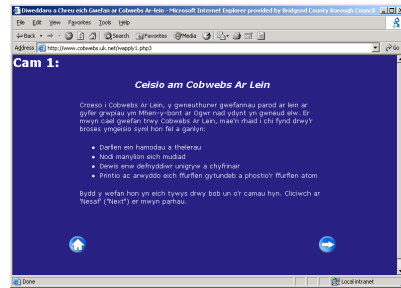 Diweddaru a Chreu eich Gwefan ar Cobwebs Ar-lein - Microsoft Internet Explorer provided by Bridgend County Borough Council
File Edit View Favorites Tools Help
Back Search Favorites Media
Address http://www.cobwebs.uk.net/wapply1.php3 Go
Cam 1:
Ceisio am Cobwebs Ar Lein
Croeso i Cobwebs Ar Lein, y gwneuthurwr gwefannau parod ar lein ar
gyfer grwpiau ym Mhen-y-bont ar Ogwr nad ydynt yn gwneud elw. Er
mwyn cael gwefan trwy Cobwebs Ar Lein, mae'n rhaid i chi fynd drwy'r
broses ymgeisio syml hon fel a ganlyn:
• Darllen ein hamodau a thelerau
• Nodi manylion eich mudiad
• Dewis enw defnyddiwr unigryw a chyfrinair
• Printio ac arwyddo eich ffurflen gytundeb a phostio'r ffurflen atom
Bydd y wefan hon yn eich tywys drwy bob un o'r camau hyn. Cliciwch ar
'Nesaf' ("Next") er mwyn parhau.
Done Local intranet